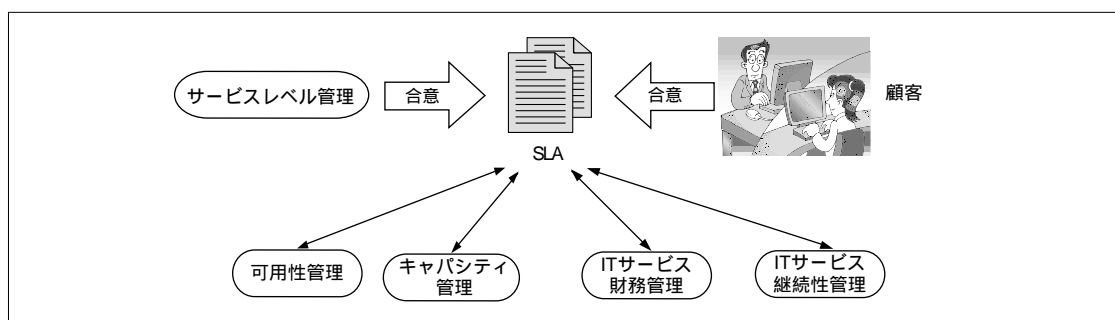 サービスレベル管理
合意
合意
顧客
SLA
可用性管理
キャパシティ
管理
ITサービス
財務管理
ITサービス
継続性管理